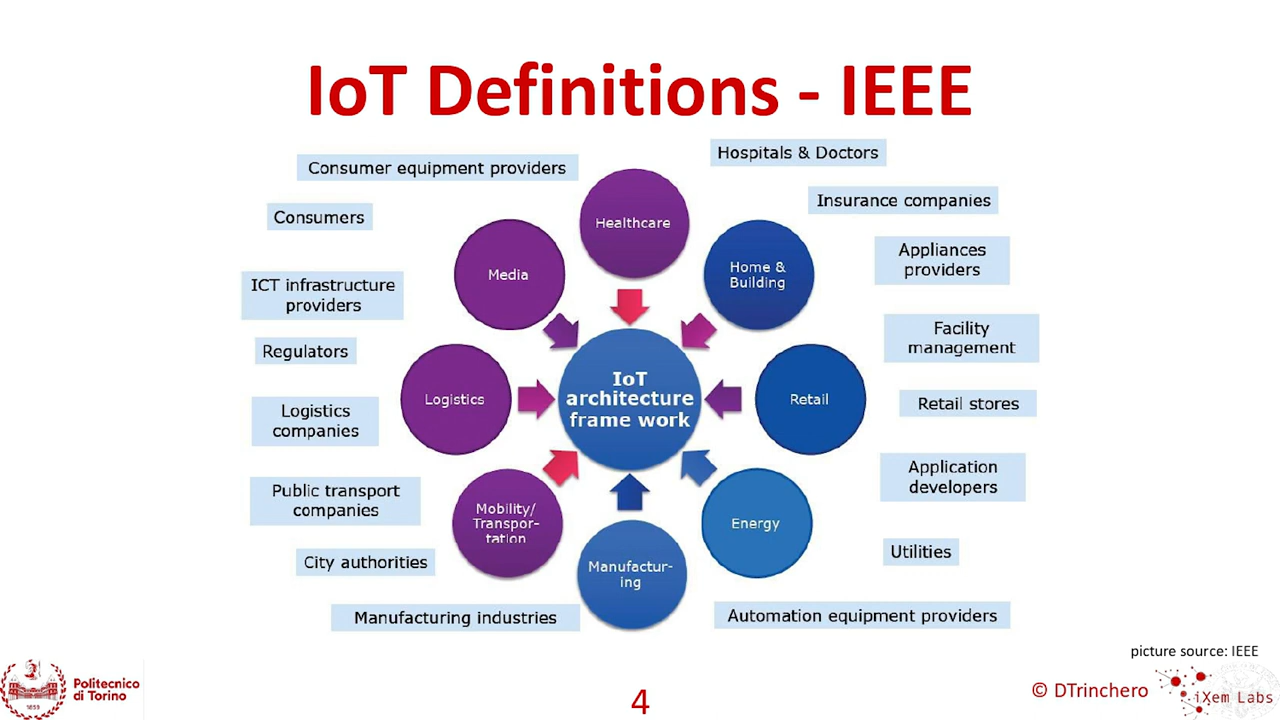 IoT Definitions - IEEE
Consumer equipment providers
Hospitals & Doctors
Consumers
Insurance companies
ICT infrastructure
providers
Appliances
providers
Regulators
Facility
management
Logistics
companies
Retail stores
Public transport
companies
Application
developers
City authorities
Utilities
Manufacturing industries
Automation equipment providers
Healthcare
Media
Home &
Building
Logistics
IoT
architecture
frame work
Retail
Mobility/
Transpor-
tation
Energy
Manufactur-
ing
picture source: IEEE
Politecnico
di Torino
1859
4
© DTrinchero
iXem Labs